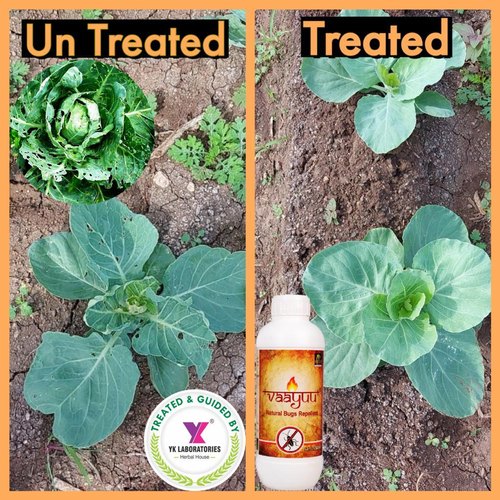 Un Treated
Treated
vaayuu
Natural Bugs Repellent
TREATED & GUIDED BY
YK LABORATORIES
Herbal House